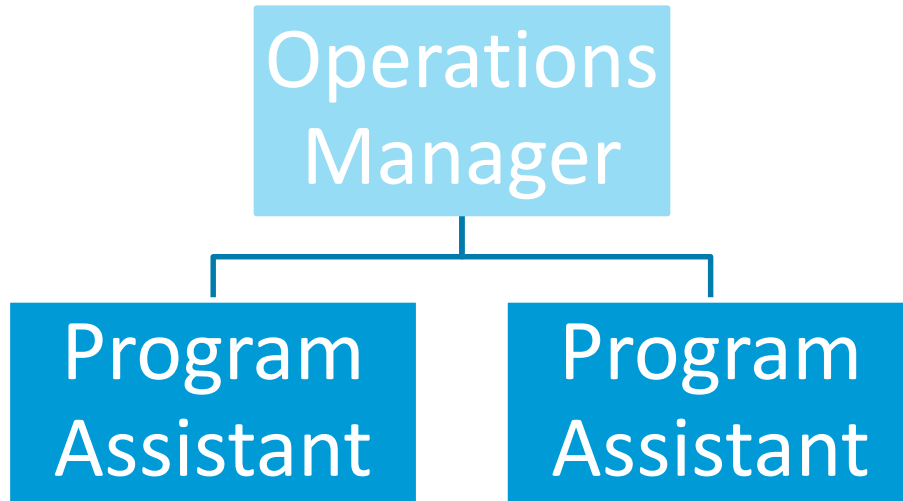 Operations
Manager
Program
Assistant
Program
Assistant